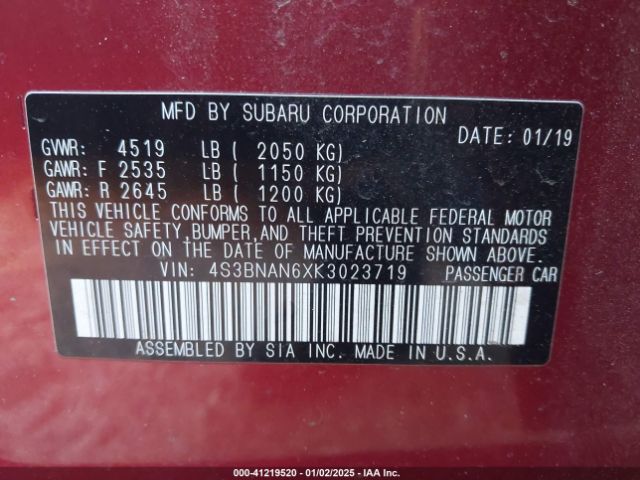 MFD BY SUBARU CORPORATION
DATE: 01/19
GVWR: 4519 LB ( 2050 KG)
GAWR: F 2535 LB ( 1150 KG)
GAWR: R 2645 LB ( 1200 KG)
THIS VEHICLE CONFORMS TO ALL APPLICABLE FEDERAL MOTOR
VEHICLE SAFETY, BUMPER, AND THEFT PREVENTION STANDARDS
IN EFFECT ON THE DATE OF MANUFACTURE SHOWN ABOVE.
VIN: 4S3BNAN6XK3023719 PASSENGER CAR
ASSEMBLED BY SIA INC. MADE IN U.S.A.
000-41219520 - 01/02/2025 - IAA Inc.